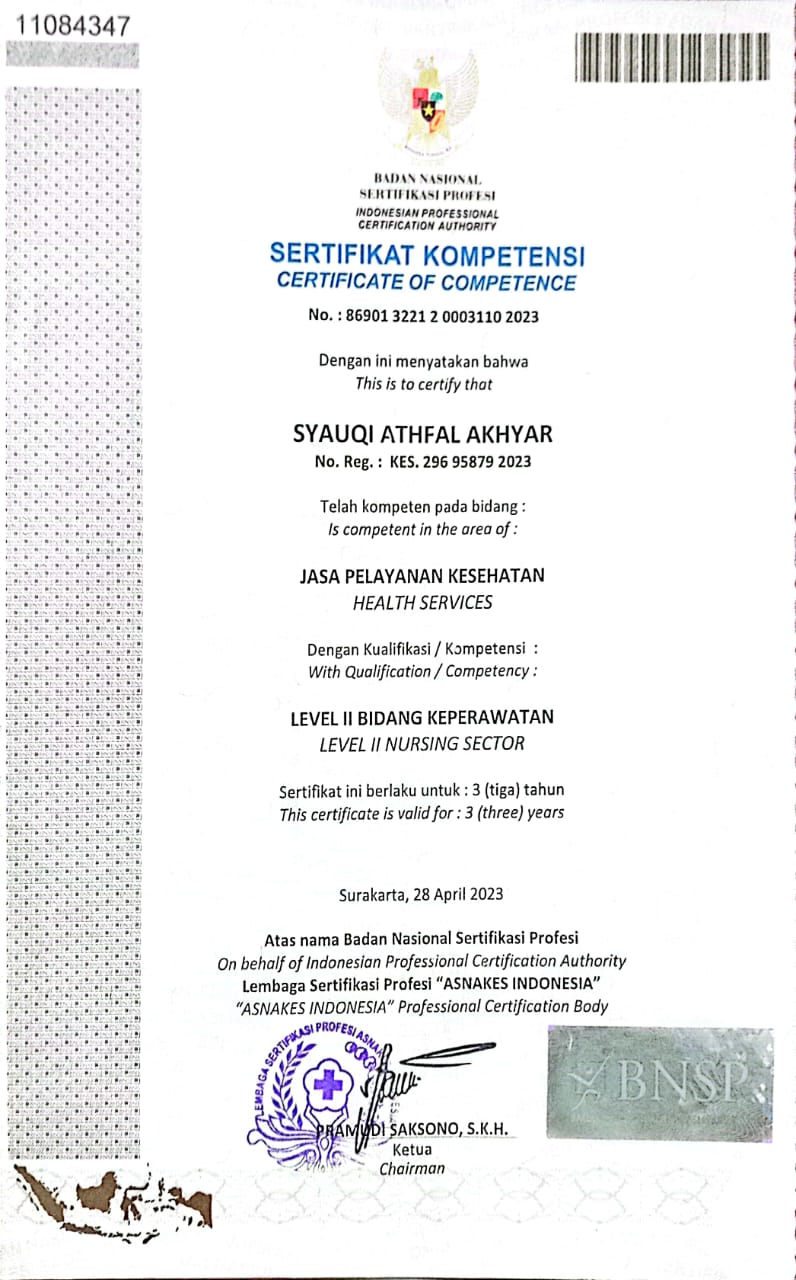 11084347
BADAN NASIONAL
SERTIFIKASI PROFESI
INDONESIAN PROFESSIONAL
CERTIFICATION AUTHORITY
SERTIFIKAT KOMPETENSI
CERTIFICATE OF COMPETENCE
No. : 86901 3221 2 0003110 2023
Dengan ini menyatakan bahwa
This is to certify that
SYAUQI ATHFAL AKHYAR
No. Reg. : KES. 296 95879 2023
Telah kompeten pada bidang :
Is competent in the area of :
JASA PELAYANAN KESEHATAN
HEALTH SERVICES
Dengan Kualifikasi / Kompetensi :
With Qualification / Competency :
LEVEL II BIDANG KEPERAWATAN
LEVEL II NURSING SECTOR
Sertifikat ini berlaku untuk : 3 (tiga) tahun
This certificate is valid for : 3 (three) years
Surakarta, 28 April 2023
Atas nama Badan Nasional Sertifikasi Profesi
On behalf of Indonesian Professional Certification Authority
Lembaga Sertifikasi Profesi “ASNAKES INDONESIA”
“ASNAKES INDONESIA” Professional Certification Body
LEMBAGA SERTIFIKASI PROFESI
BNSP
PRAMUDI SAKSONO, S.K.H.
Ketua
Chairman